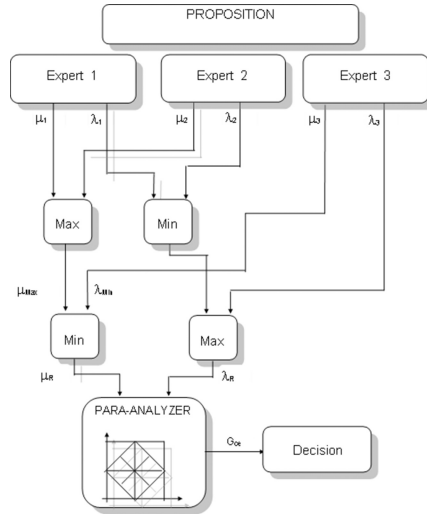 PROPOSITION
Expert 1
Expert 2
Expert 3
μ1
λ1
μ2
λ2
μ3
λ3
Max
Min
μMax
λMin
Min
Max
μR
λR
PARA-ANALYZER
Gce
Decision